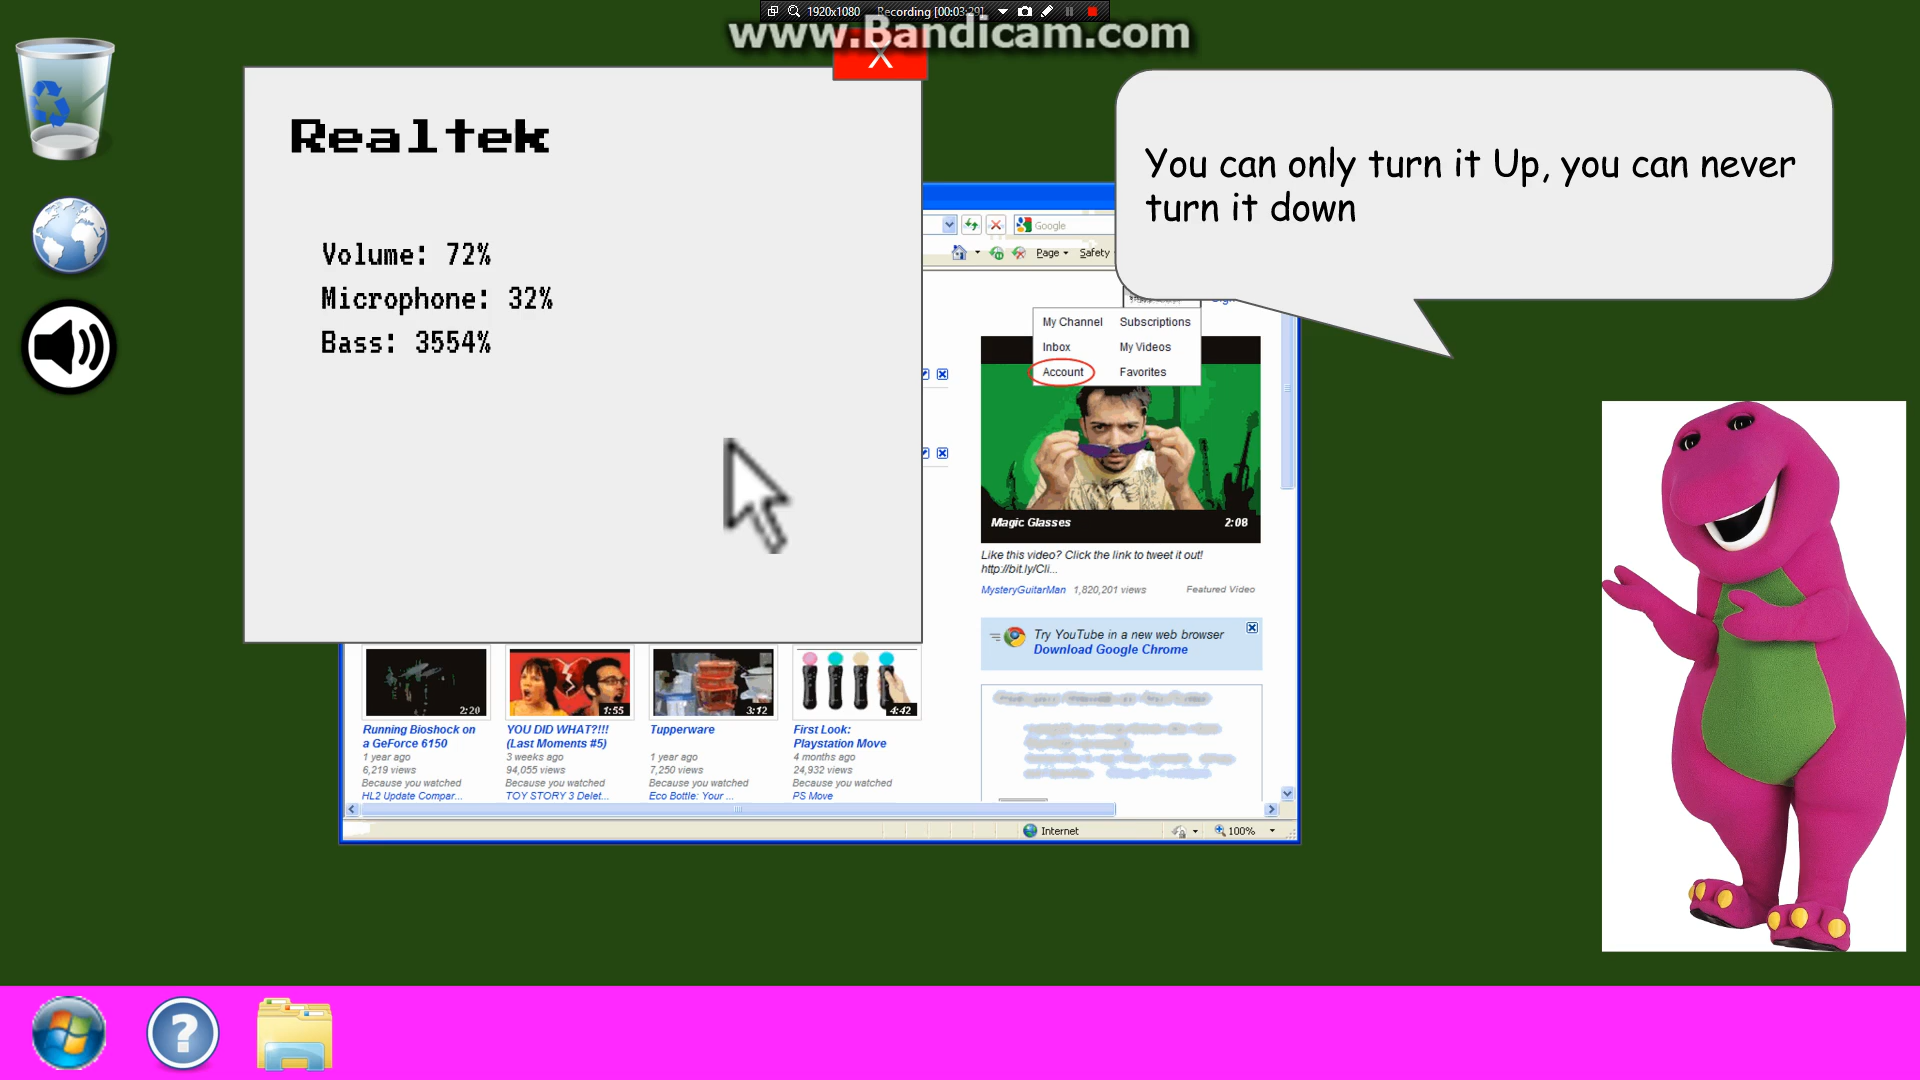 1920x1080 Recording [00:03:29]
www.Bandicam.com
X
Realtek
Volume: 72%
Microphone: 32%
Bass: 3554%
You can only turn it Up, you can never
turn it down
Google
Page Safety
My Channel Subscriptions
Inbox My Videos
Account Favorites
Magic Glasses 2:08
Like this video? Click the link to tweet it out!
http://bit.ly/Cli...
MysteryGuitarMan 1,820,201 views Featured Video
Try YouTube in a new web browser
Download Google Chrome
2:20 1:55 3:12 4:42
Running Bioshock on
a GeForce 6150
1 year ago
6,219 views
Because you watched
HL2 Update Compar...
YOU DID WHAT?!!!
(Last Moments #5)
3 weeks ago
94,055 views
Because you watched
TOY STORY 3 Delet...
Tupperware
1 year ago
7,250 views
Because you watched
Eco Bottle: Your ...
First Look:
Playstation Move
4 months ago
24,932 views
Because you watched
PS Move
Internet 100%